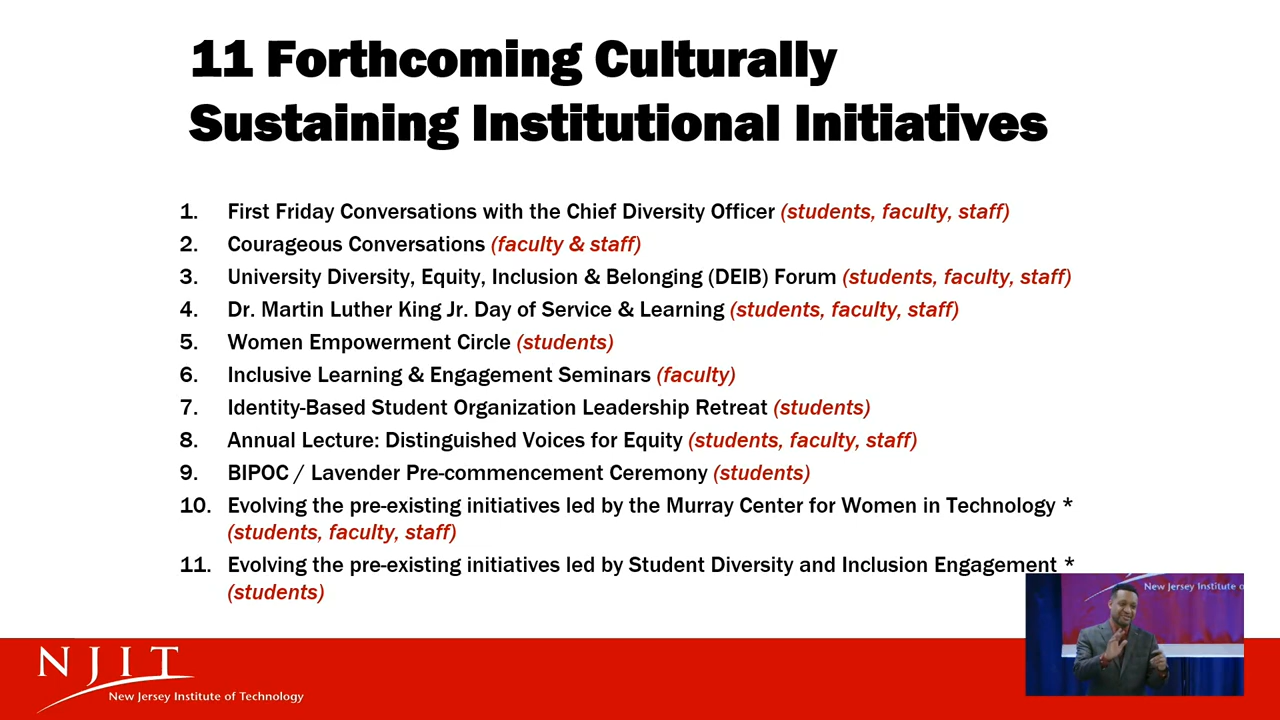 11 Forthcoming Culturally
Sustaining Institutional Initiatives
1. First Friday Conversations with the Chief Diversity Officer (students, faculty, staff)
2. Courageous Conversations (faculty & staff)
3. University Diversity, Equity, Inclusion & Belonging (DEIB) Forum (students, faculty, staff)
4. Dr. Martin Luther King Jr. Day of Service & Learning (students, faculty, staff)
5. Women Empowerment Circle (students)
6. Inclusive Learning & Engagement Seminars (faculty)
7. Identity-Based Student Organization Leadership Retreat (students)
8. Annual Lecture: Distinguished Voices for Equity (students, faculty, staff)
9. BIPOC / Lavender Pre-commencement Ceremony (students)
10. Evolving the pre-existing initiatives led by the Murray Center for Women in Technology *
(students, faculty, staff)
11. Evolving the pre-existing initiatives led by Student Diversity and Inclusion Engagement *
(students)
New Jersey Institute o
NJIT
New Jersey Institute of Technology